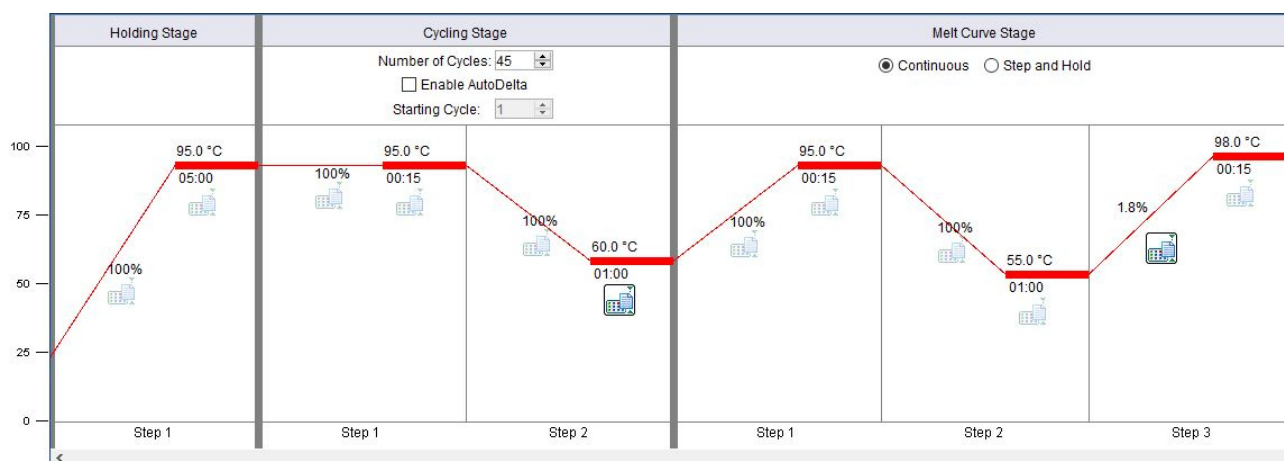 Holding Stage
Cycling Stage
Melt Curve Stage
Number of Cycles: 45
Enable AutoDelta
Starting Cycle: 1
Continuous
Step and Hold
100
75
50
25
0
95.0 °C
05:00
100%
95.0 °C
00:15
100%
60.0 °C
01:00
100%
95.0 °C
00:15
100%
55.0 °C
01:00
100%
98.0 °C
00:15
1.8%
Step 1
Step 1
Step 2
Step 1
Step 2
Step 3